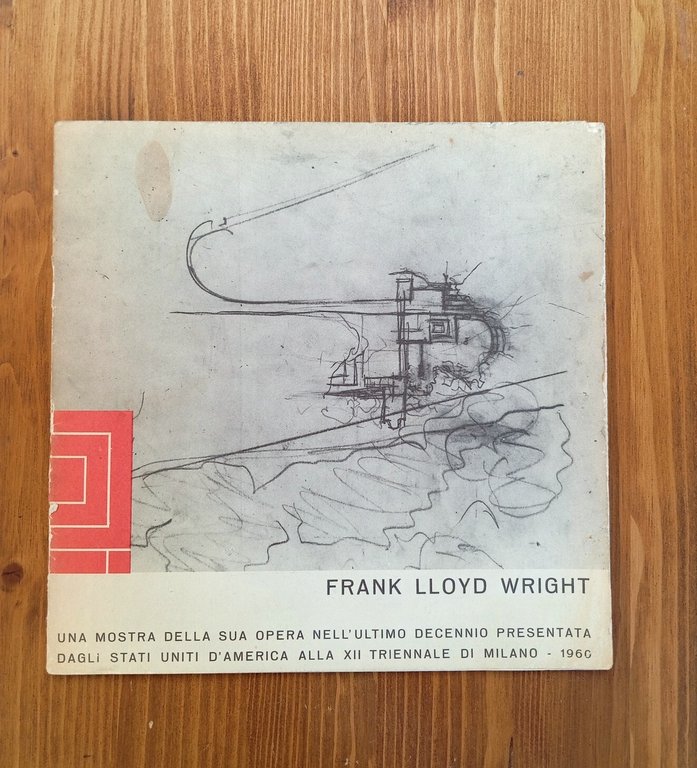 FRANK LLOYD WRIGHT
UNA MOSTRA DELLA SUA OPERA NELL'ULTIMO DECENNIO PRESENTATA
DAGLi STATI UNITI D'AMERICA ALLA XII TRIENNALE DI MILANO - 1960